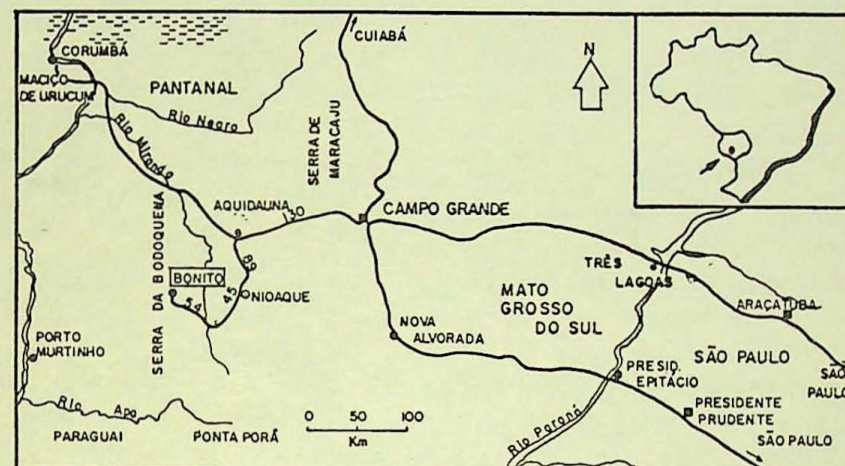 CORUMBÁ
MACIÇO
DE URUCUM
PANTANAL
Rio Negro
Rio Miranda
CUIABÁ
N
SERRA DE
MARACAJU
AQUIDAUNA
130
CAMPO GRANDE
SERRA DA BODOQUENA
BONITO
54
45
89
NIOAQUE
TRÊS
LAGOAS
MATO
GROSSO
DO SUL
ARAÇATUBA
NOVA
ALVORADA
SÃO PAULO
SÃO
PAULO
PORTO
MURTINHO
PRESID.
EPITÁCIO
PRESIDENTE
PRUDENTE
Rio Apa
PARAGUAI
PONTA PORÃ
0 50 100
Km
Rio Paraná
SÃO PAULO